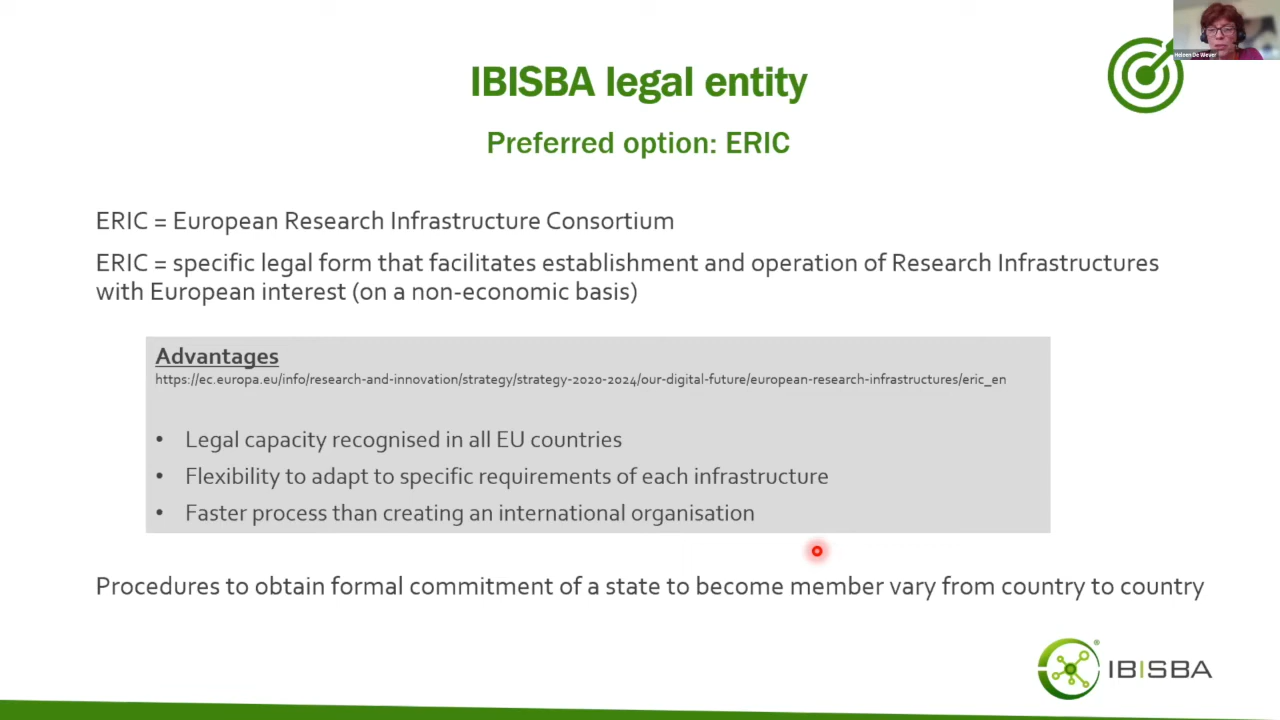 Heleen De Wever
IBISBA legal entity
Preferred option: ERIC
ERIC = European Research Infrastructure Consortium
ERIC = specific legal form that facilitates establishment and operation of Research Infrastructures
with European interest (on a non-economic basis)
Advantages
https://ec.europa.eu/info/research-and-innovation/strategy/strategy-2020-2024/our-digital-future/european-research-infrastructures/eric_en
• Legal capacity recognised in all EU countries
• Flexibility to adapt to specific requirements of each infrastructure
• Faster process than creating an international organisation
Procedures to obtain formal commitment of a state to become member vary from country to country
® IBISBA